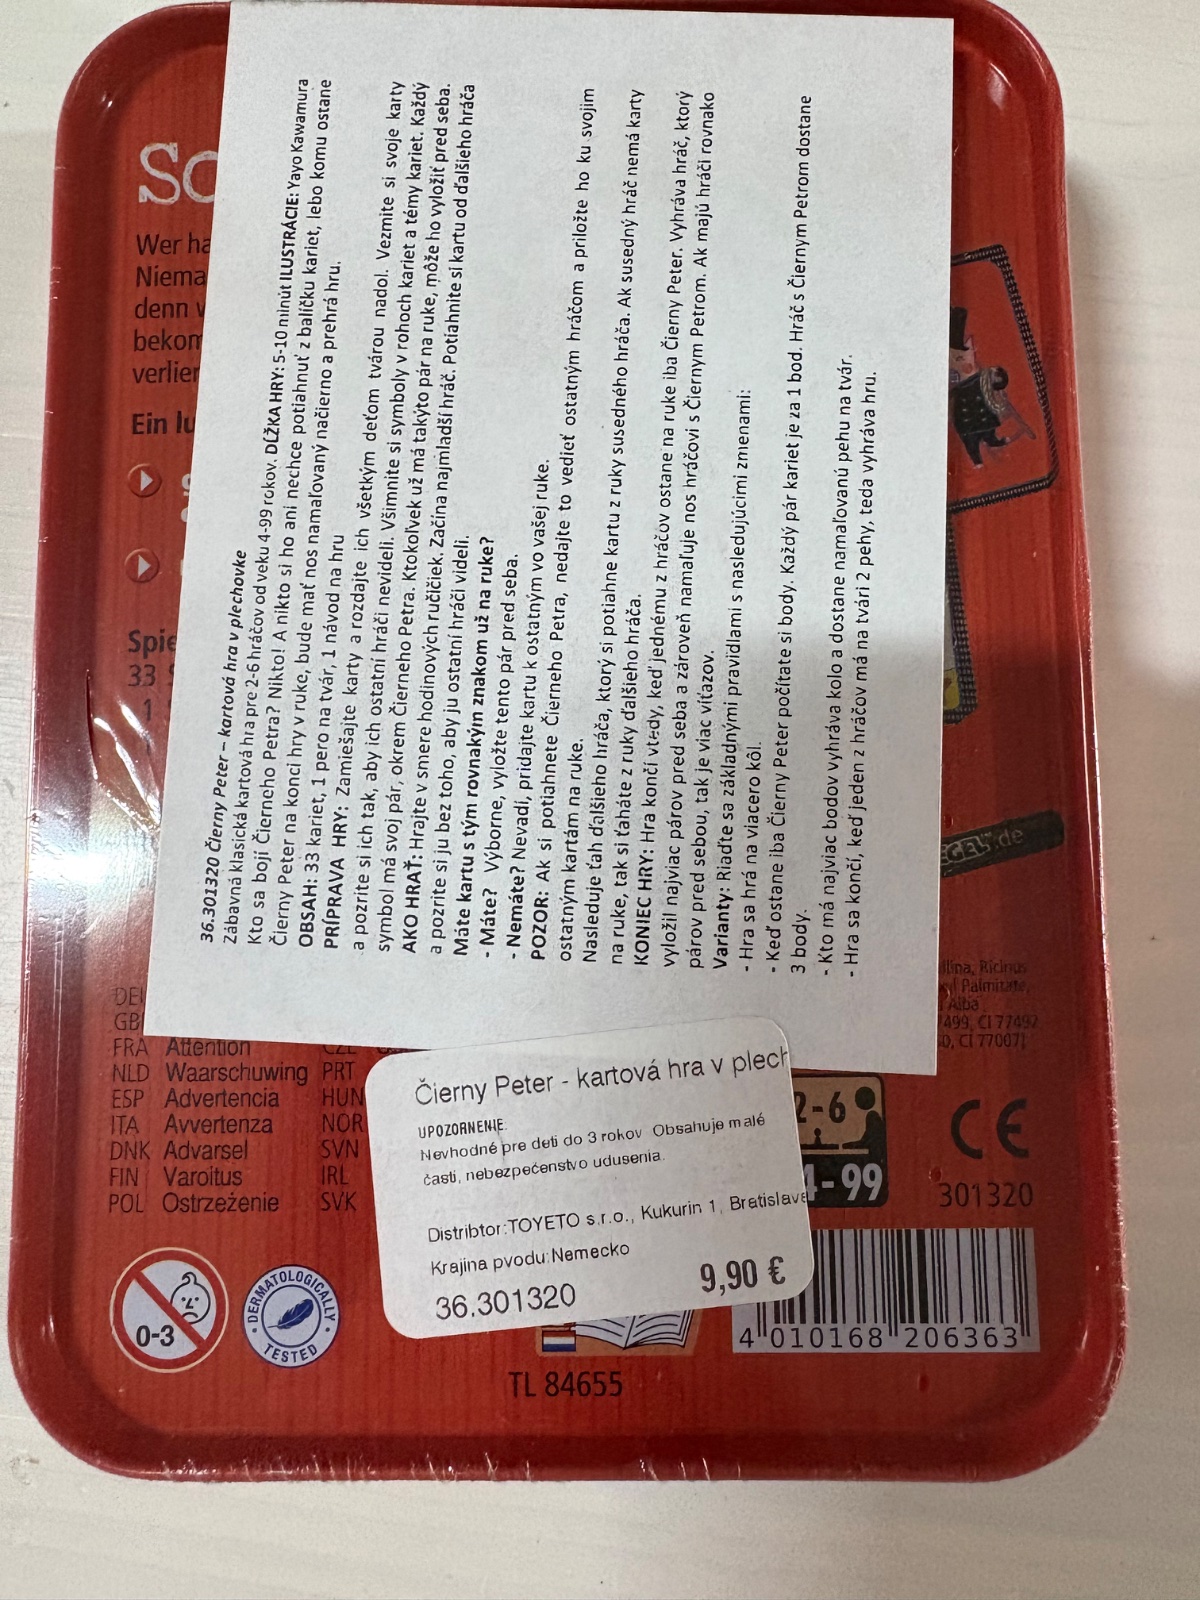 SC
Wer ha
Niema
denn w
bekom
verlier
Ein lu
Spie
33 S
1
36.301320 Čierny Peter – kartová hra v plechovke
Zábavná klasická kartová hra pre 2-6 hráčov od veku 4-99 rokov. DĹŽKA HRY: 5-10 minút ILUSTRÁCIE: Yayo Kawamura
Kto sa bojí Čierneho Petra? Nikto! A nikto si ho ani nechce potiahnuť z balíčku kariet, lebo komu ostane
Čierny Peter na konci hry v ruke, bude mať nos namaľovaný načierno a prehrá hru.
OBSAH: 33 kariet, 1 pero na tvár, 1 návod na hru
PRÍPRAVA HRY: Zamiešajte karty a rozdajte ich všetkým deťom tvárou nadol. Vezmite si svoje karty
a pozrite si ich tak, aby ich ostatní hráči nevideli. Všimnite si symboly v rohoch kariet a témy kariet. Každý
symbol má svoj pár, okrem Čierneho Petra. Ktokoľvek už má takýto pár na ruke, môže ho vyložiť pred seba.
AKO HRAŤ: Hrajte v smere hodinových ručičiek. Začína najmladší hráč. Potiahnite si kartu od ďalšieho hráča
a pozrite si ju bez toho, aby ju ostatní hráči videli.
Máte kartu s tým rovnakým znakom už na ruke?
- Máte? Výborne, vyložte tento pár pred seba.
- Nemáte? Nevadí, pridajte kartu k ostatným vo vašej ruke.
POZOR: Ak si potiahnete Čierneho Petra, nedajte to vedieť ostatným hráčom a priložte ho ku svojim
ostatným kartám na ruke.
Nasleduje ťah ďalšieho hráča, ktorý si potiahne kartu z ruky susedného hráča. Ak susedný hráč nemá karty
na ruke, tak si ťaháte z ruky ďalšieho hráča.
KONIEC HRY: Hra končí vtedy, keď jednému z hráčov ostane na ruke iba Čierny Peter. Vyhráva hráč, ktorý
vyložil najviac párov pred seba a zároveň namaľuje nos hráčovi s Čiernym Petrom. Ak majú hráči rovnako
párov pred sebou, tak je viac víťazov.
Varianty: Riaďte sa základnými pravidlami s nasledujúcimi zmenami:
- Hra sa hrá na viacero kôl.
- Keď ostane iba Čierny Peter počítate si body. Každý pár kariet je za 1 bod. Hráč s Čiernym Petrom dostane
3 body.
- Kto má najviac bodov vyhráva kolo a dostane namaľovanú pehu na tvár.
- Hra sa končí, keď jeden z hráčov má na tvári 2 pehy, teda vyhráva hru.
EGEL.de
llina, Ricinus
Palmitate,
Alba
77499, CI 77492
CI 77007)
DEU
GB
FRA Attention CZE
NLD Waarschuwing PRT
ESP Advertencia HUN
ITA Avvertenza NOR
DNK Advarsel SVN
FIN Varoitus IRL
POL Ostrzeżenie SVK
Čierny Peter - kartová hra v plech
UPOZORNENIE:
Nevhodné pre deti do 3 rokov Obsahuje malé
časti, nebezpečenstvo udusenia.
Distribtor:TOYETO s.r.o., Kukurin 1, Bratislave
Krajina pvodu:Nemecko
36.301320
9,90 €
2-6
4-99
CE
301320
0-3
DERMATOLOGICALLY
TESTED
4 010168 206363
TL 84655